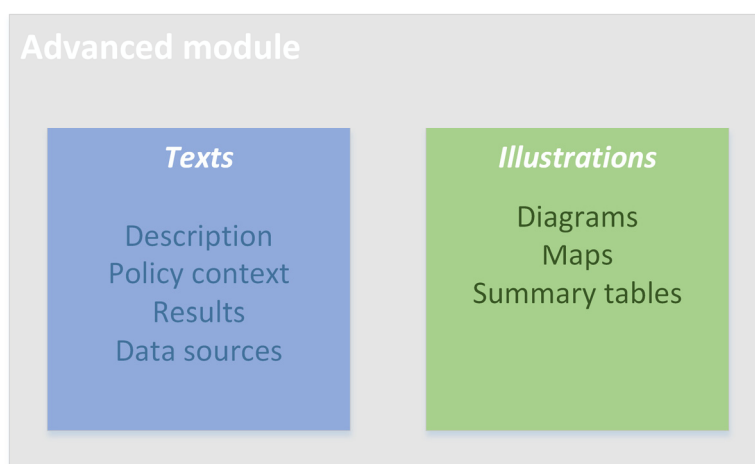 Advanced module
Texts
Description
Policy context
Results
Data sources
Illustrations
Diagrams
Maps
Summary tables